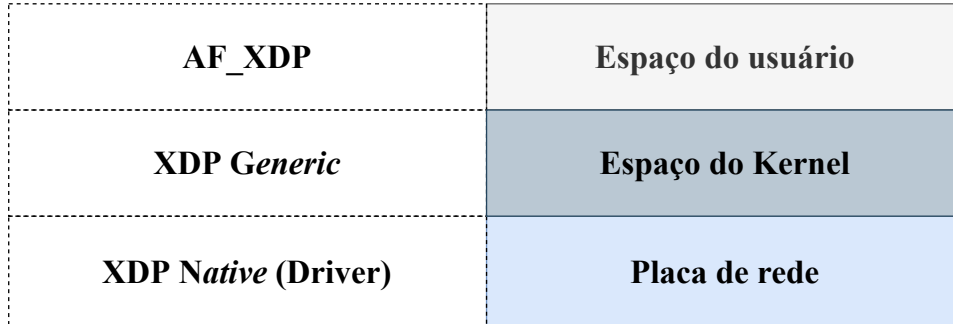 AF_XDP Espaço do usuário
XDP Generic Espaço do Kernel
XDP Native (Driver) Placa de rede